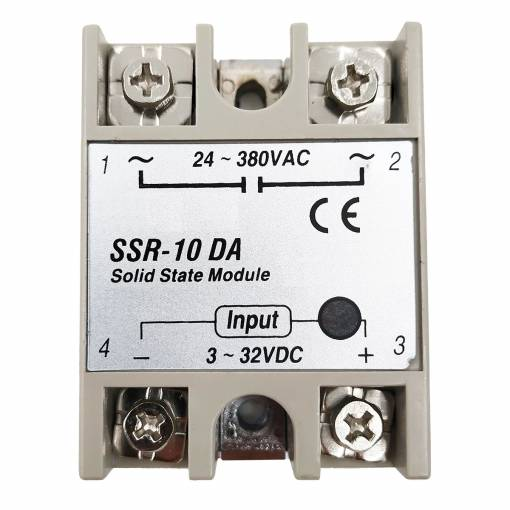 1 ~ 24 ~ 380VAC ~ 2
CE
SSR-10 DA
Solid State Module
Input
4 − 3 ~ 32VDC + 3